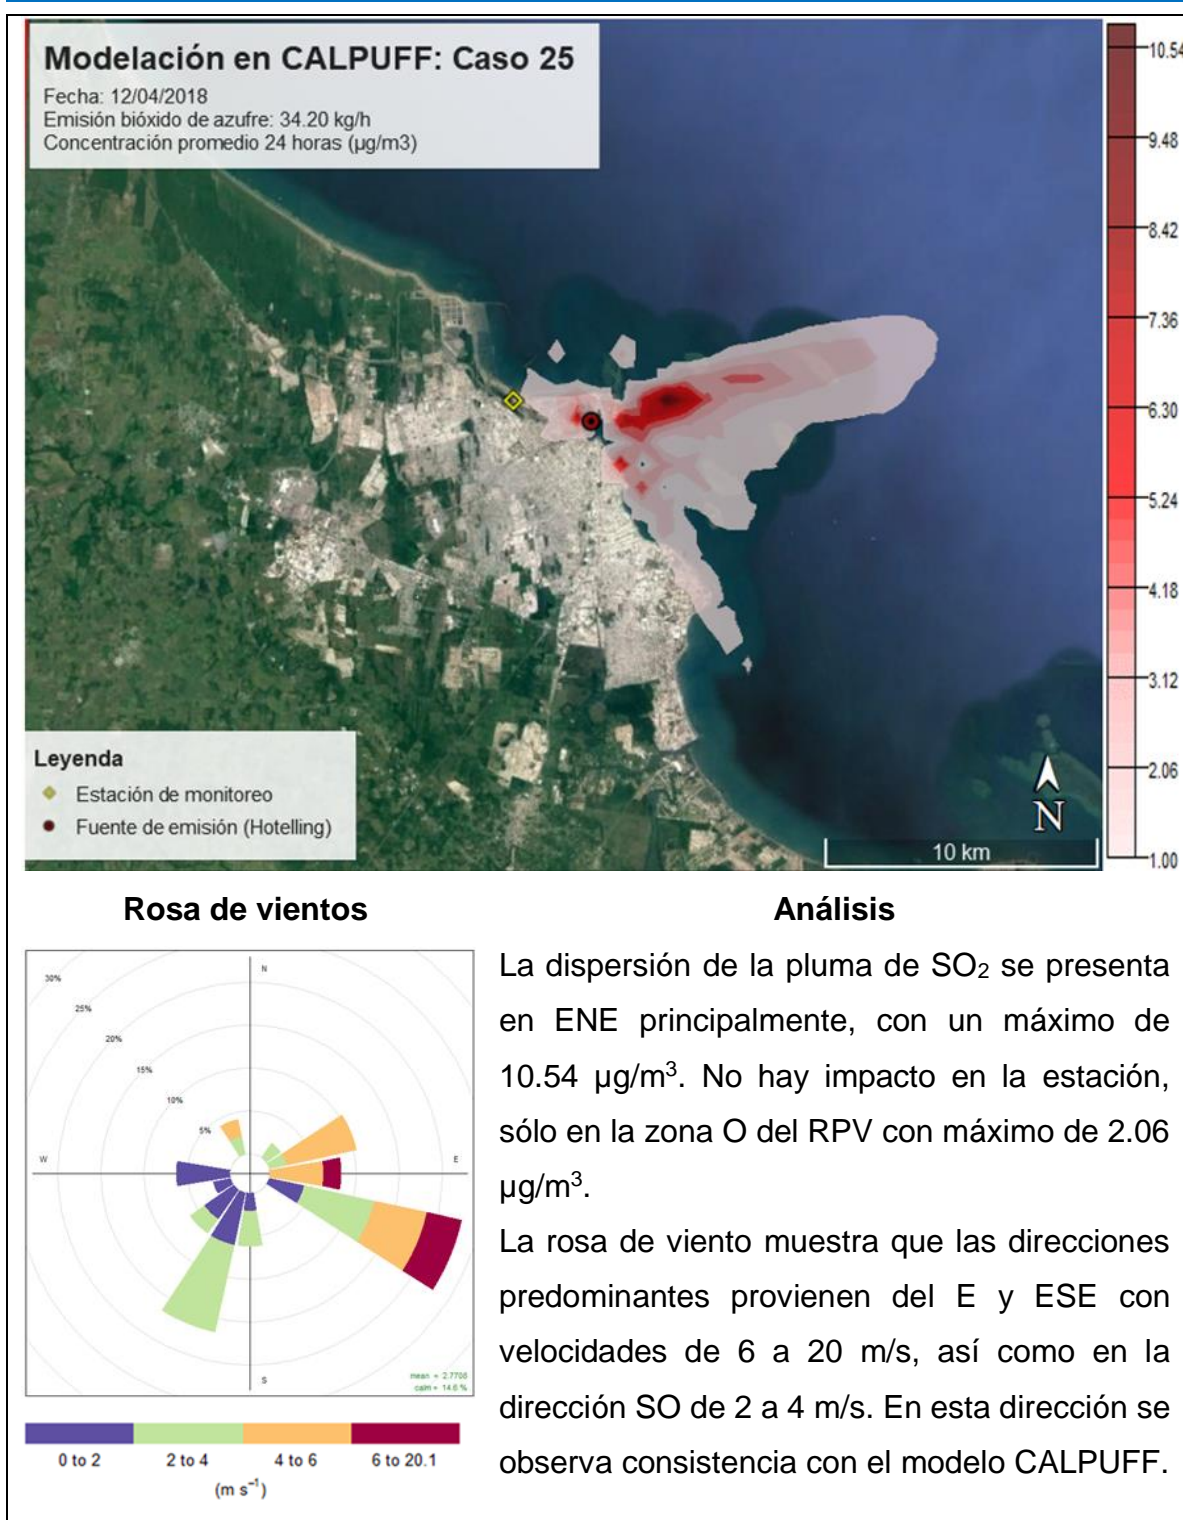 Modelación en CALPUFF: Caso 25
Fecha: 12/04/2018
Emisión bióxido de azufre: 34.20 kg/h
Concentración promedio 24 horas (µg/m3)
10.54
9.48
8.42
7.36
6.30
5.24
4.18
3.12
2.06
1.00
Leyenda
Estación de monitoreo
Fuente de emisión (Hotelling)
N
10 km
Rosa de vientos
30%
25%
20%
15%
10%
5%
N
W
E
S
mean = 2.7708
calm = 14.6 %
0 to 2
2 to 4
4 to 6
6 to 20.1
(m s⁻¹)
Análisis
La dispersión de la pluma de SO₂ se presenta
en ENE principalmente, con un máximo de
10.54 µg/m³. No hay impacto en la estación,
sólo en la zona O del RPV con máximo de 2.06
µg/m³.
La rosa de viento muestra que las direcciones
predominantes provienen del E y ESE con
velocidades de 6 a 20 m/s, así como en la
dirección SO de 2 a 4 m/s. En esta dirección se
observa consistencia con el modelo CALPUFF.